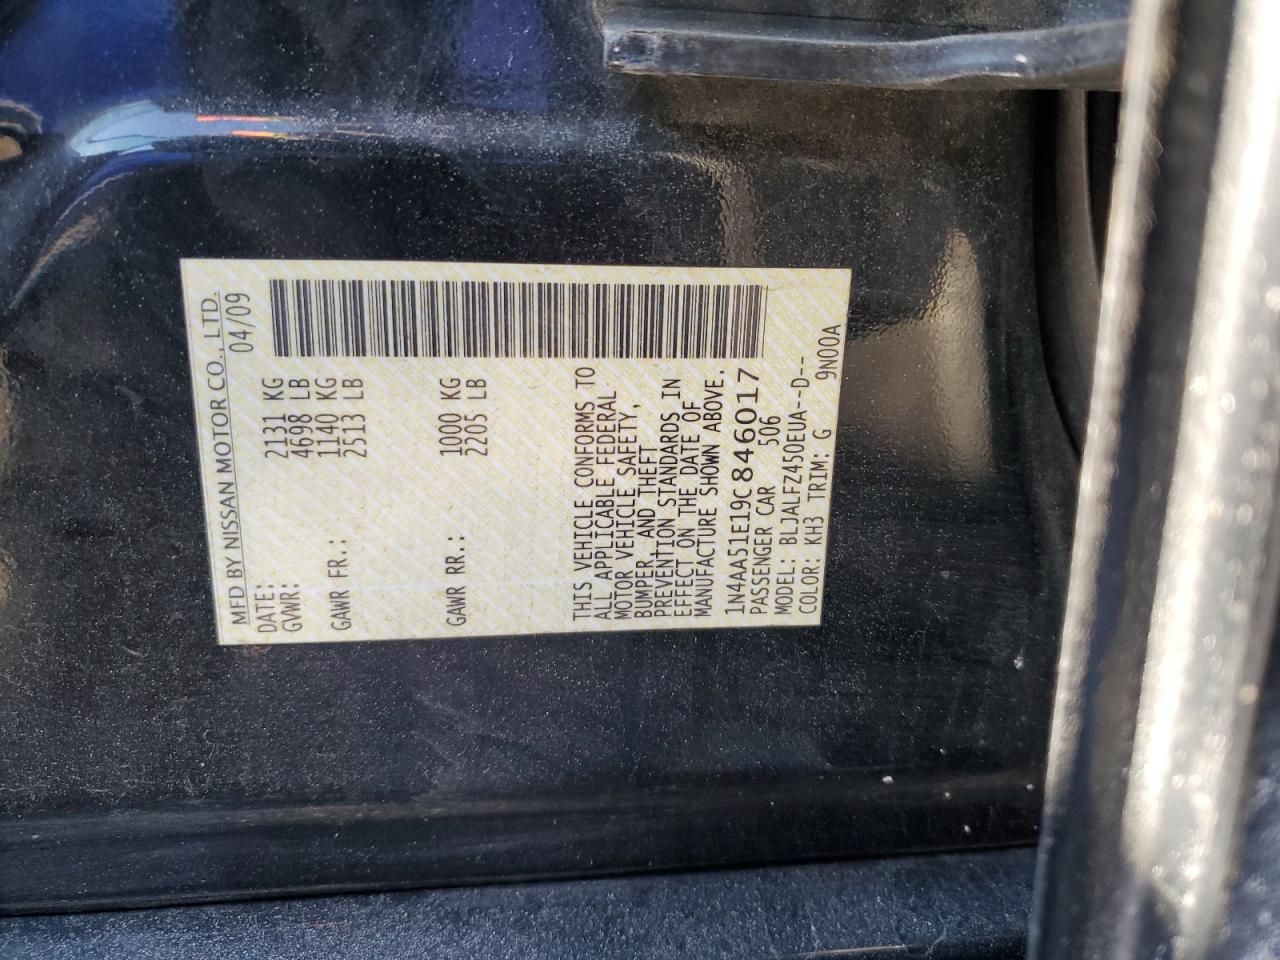 MFD BY NISSAN MOTOR CO., LTD.
DATE: 04/09
GVWR: 2131 KG
4698 LB
GAWR FR.: 1140 KG
2513 LB
GAWR RR.: 1000 KG
2205 LB
THIS VEHICLE CONFORMS TO
ALL APPLICABLE FEDERAL
MOTOR VEHICLE SAFETY,
BUMPER, AND THEFT
PREVENTION STANDARDS IN
EFFECT ON THE DATE OF
MANUFACTURE SHOWN ABOVE.
1N4AA51E19C846017
PASSENGER CAR 506
MODEL: BLJALFZ450EUA--D--
COLOR: KH3 TRIM: G 9N00A